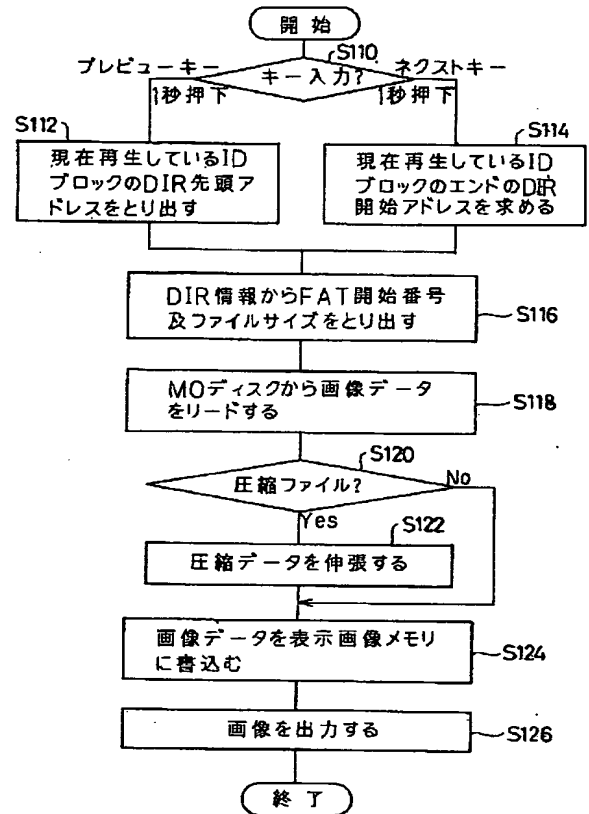 開始
S110
プレビューキー
キー入力?
ネクストキー
1秒押下
1秒押下
S112
S114
現在再生しているID
ブロックのDIR先頭ア
ドレスをとり出す
現在再生しているID
ブロックのエンドのDIR
開始アドレスを求める
DIR情報からFAT開始番号
及ファイルサイズをとり出す
S116
MOディスクから画像データ
をリードする
S118
S120
圧縮ファイル?
No
Yes
S122
圧縮データを伸張する
画像データを表示画像メモリ
に書込む
S124
画像を出力する
S126
終了